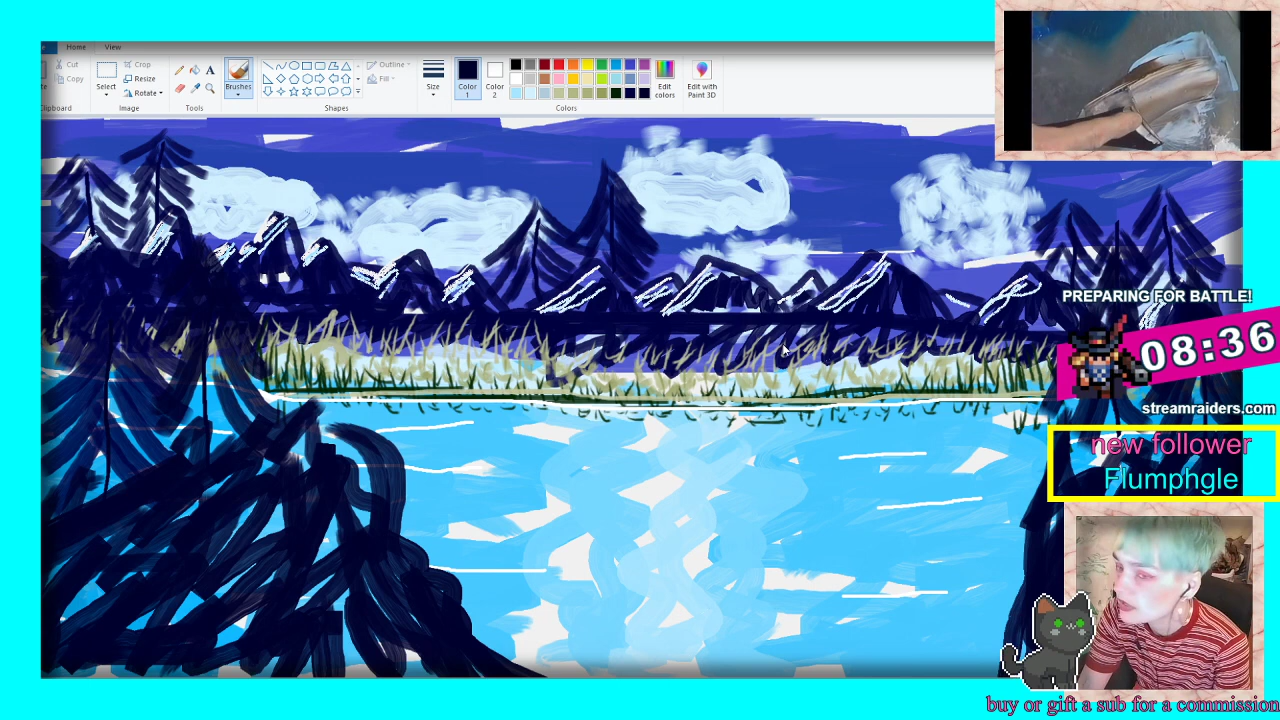 Home View
Cut
Copy
Clipboard
Select
Crop
Resize
Rotate
Image
Tools
Brushes
Outline
Fill
Shapes
Size
Color
1
Color
2
Edit
colors
Edit with
Paint 3D
Colors
PREPARING FOR BATTLE!
08:36
streamraiders.com
new follower
Flumphgle
buy or gift a sub for a commission